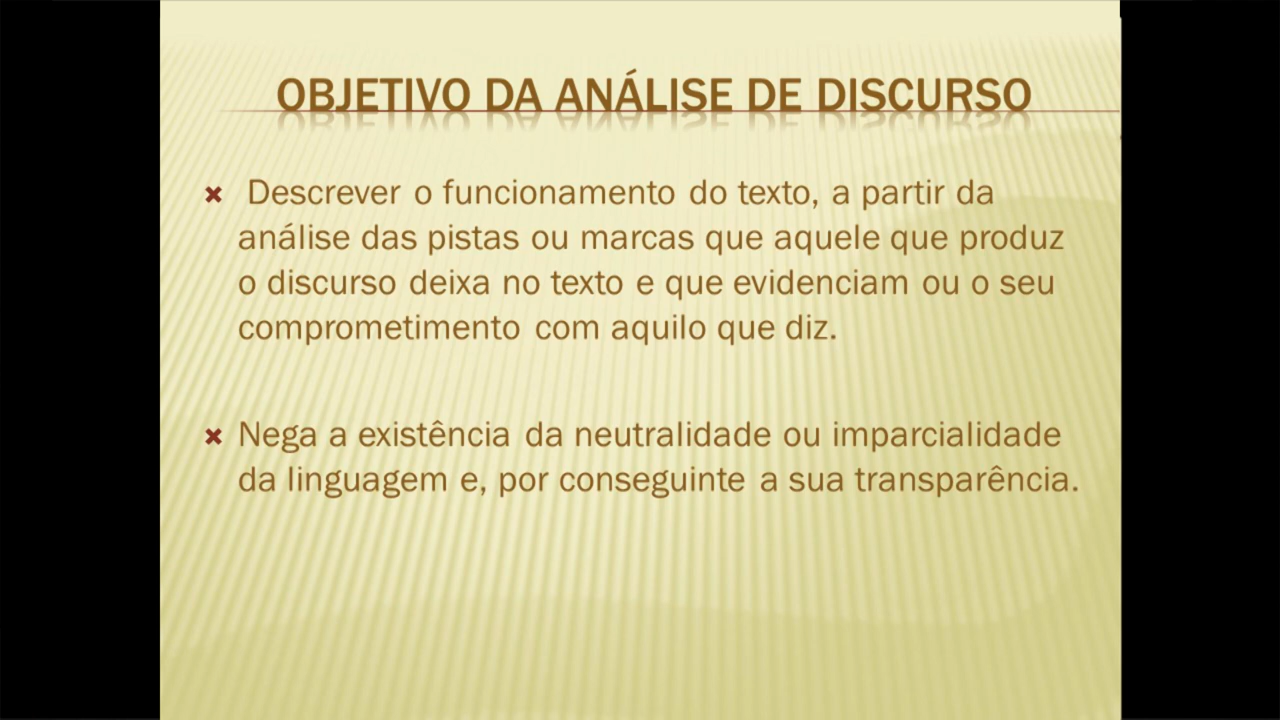 OBJETIVO DA ANÁLISE DE DISCURSO
Descrever o funcionamento do texto, a partir da
análise das pistas ou marcas que aquele que produz
o discurso deixa no texto e que evidenciam ou o seu
comprometimento com aquilo que diz.
Nega a existência da neutralidade ou imparcialidade
da linguagem e, por conseguinte a sua transparência.